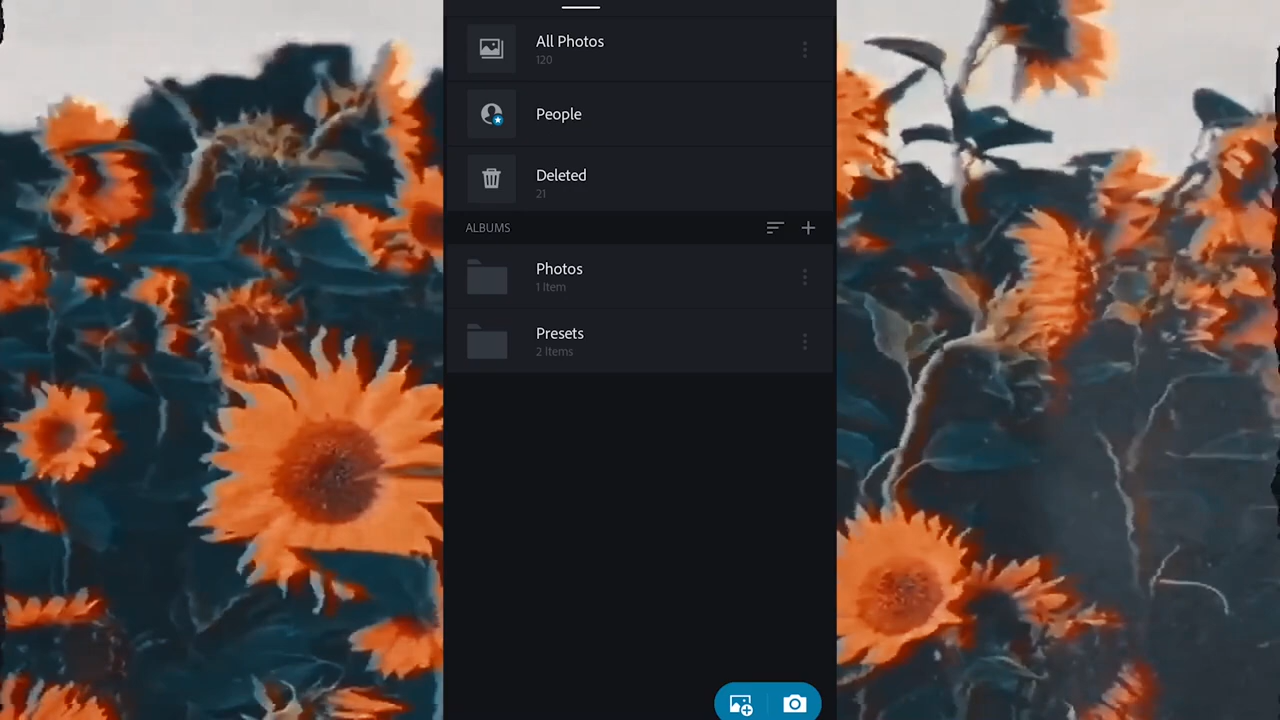 All Photos
120
People
Deleted
21
ALBUMS
Photos
1 Item
Presets
2 Items